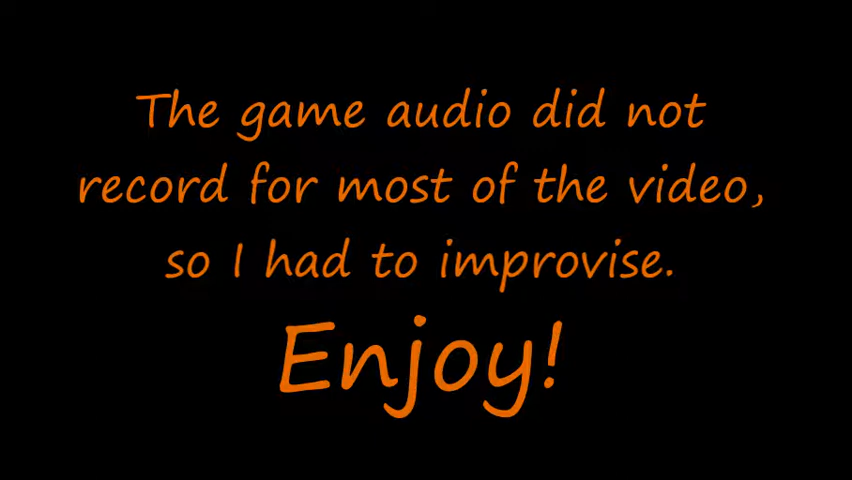 The game audio did not
record for most of the video,
so I had to improvise.
Enjoy!